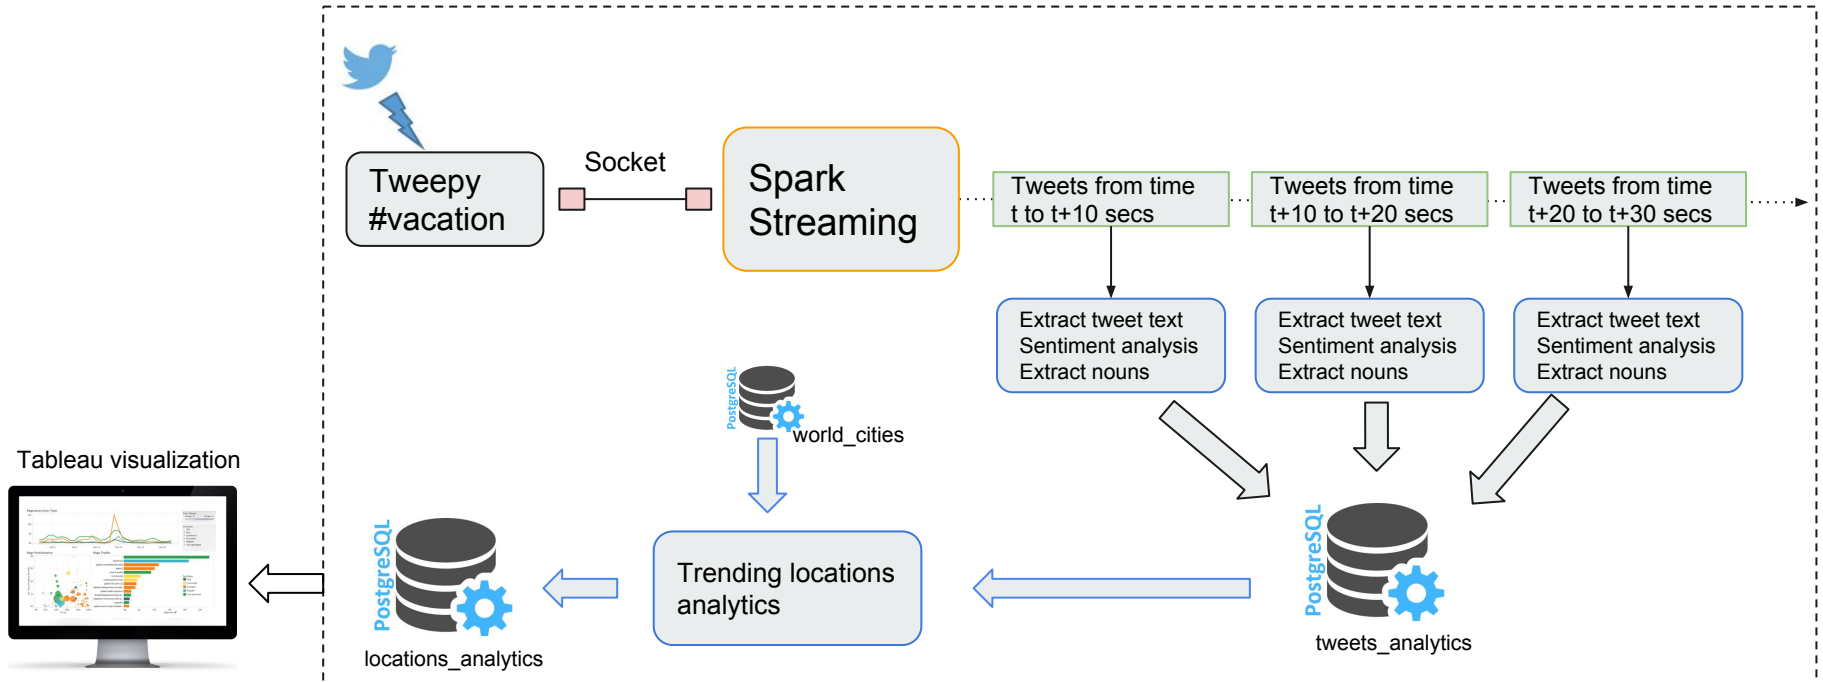 Tweepy
#vacation
Socket
Spark
Streaming
Tweets from time
t to t+10 secs
Tweets from time
t+10 to t+20 secs
Tweets from time
t+20 to t+30 secs
Extract tweet text
Sentiment analysis
Extract nouns
Extract tweet text
Sentiment analysis
Extract nouns
Extract tweet text
Sentiment analysis
Extract nouns
PostgreSQL
world_cities
Tableau visualization
PostgreSQL
locations_analytics
Trending locations
analytics
PostgreSQL
tweets_analytics